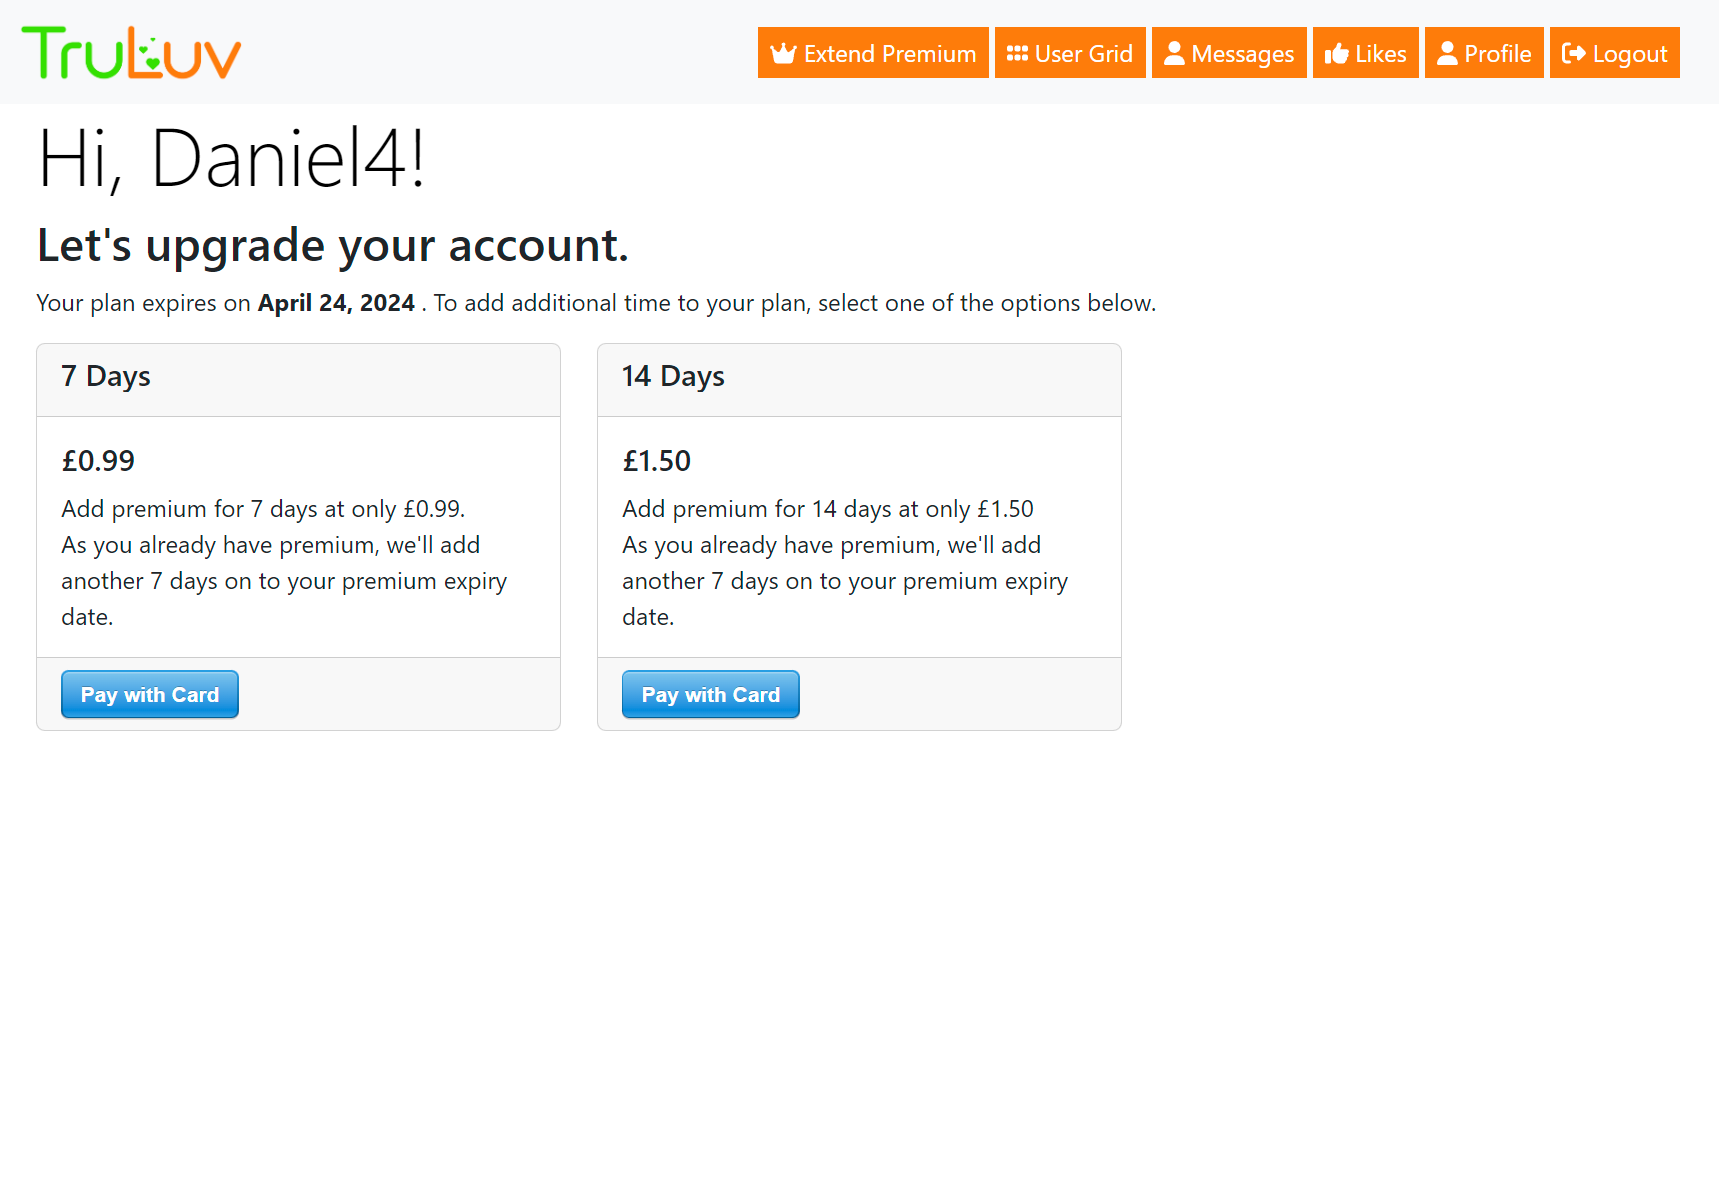 TruLuv
Extend Premium
User Grid
Messages
Likes
Profile
Logout
Hi, Daniel4!
Let's upgrade your account.
Your plan expires on April 24, 2024 . To add additional time to your plan, select one of the options below.
7 Days
£0.99
Add premium for 7 days at only £0.99.
As you already have premium, we'll add
another 7 days on to your premium expiry
date.
Pay with Card
14 Days
£1.50
Add premium for 14 days at only £1.50
As you already have premium, we'll add
another 7 days on to your premium expiry
date.
Pay with Card